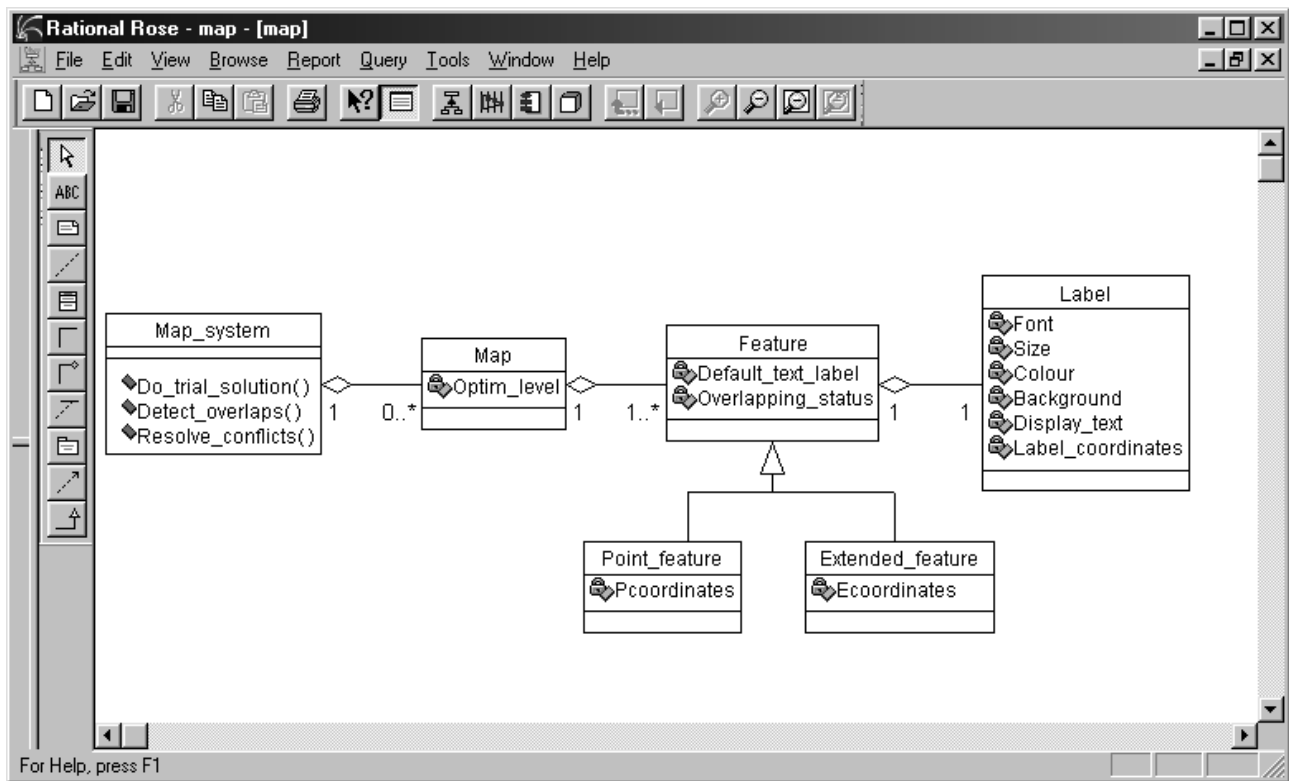 Rational Rose - map - [map]
File Edit View Browse Report Query Tools Window Help
ABC
Map_system
Do_trial_solution()
Detect_overlaps()
Resolve_conflicts()
1
0..*
Map
Optim_level
1
1..*
Feature
Default_text_label
Overlapping_status
1
1
Label
Font
Size
Colour
Background
Display_text
Label_coordinates
Point_feature
Pcoordinates
Extended_feature
Ecoordinates
For Help, press F1